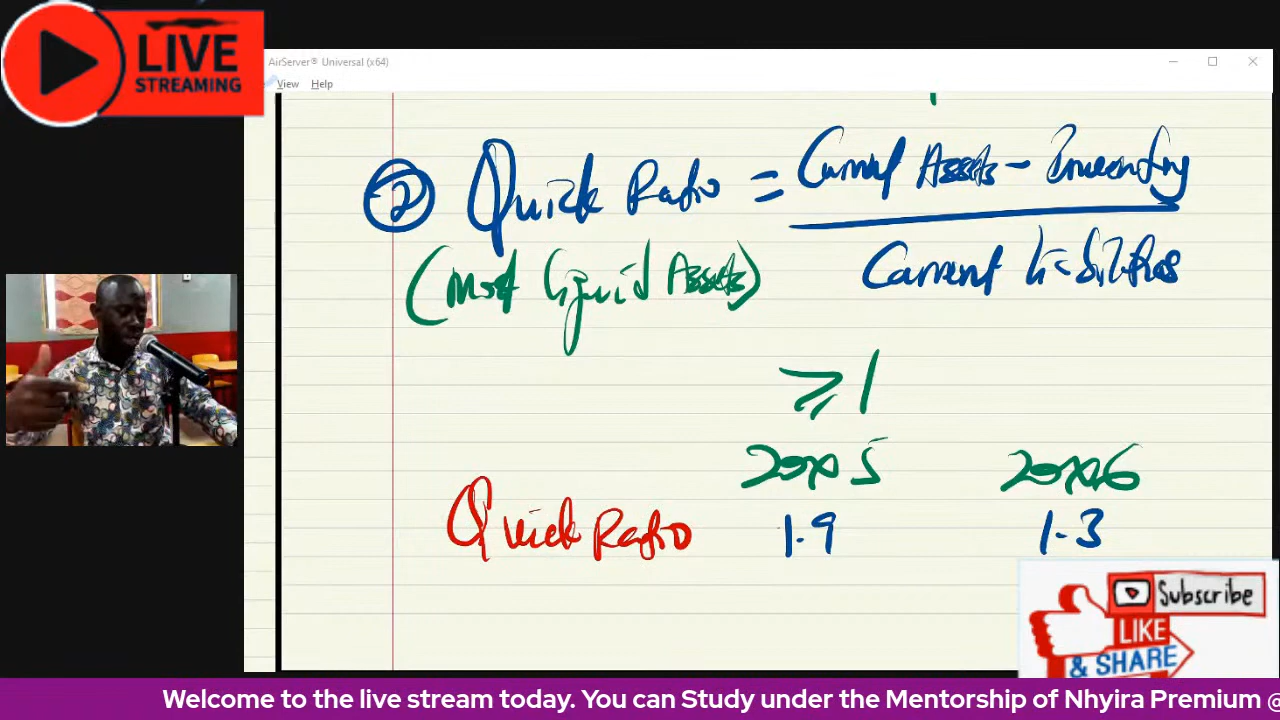 LIVE
STREAMING
AirServer® Universal (x64)
View Help
2 Quick Ratio = Current Assets - Inventory
Current Liabilities
(most liquid Assets)
≥ 1
20x5 20x6
Quick Ratio 1.9 1.3
Subscribe
LIKE
& SHARE
Welcome to the live stream today. You can Study under the Mentorship of Nhyira Premium @